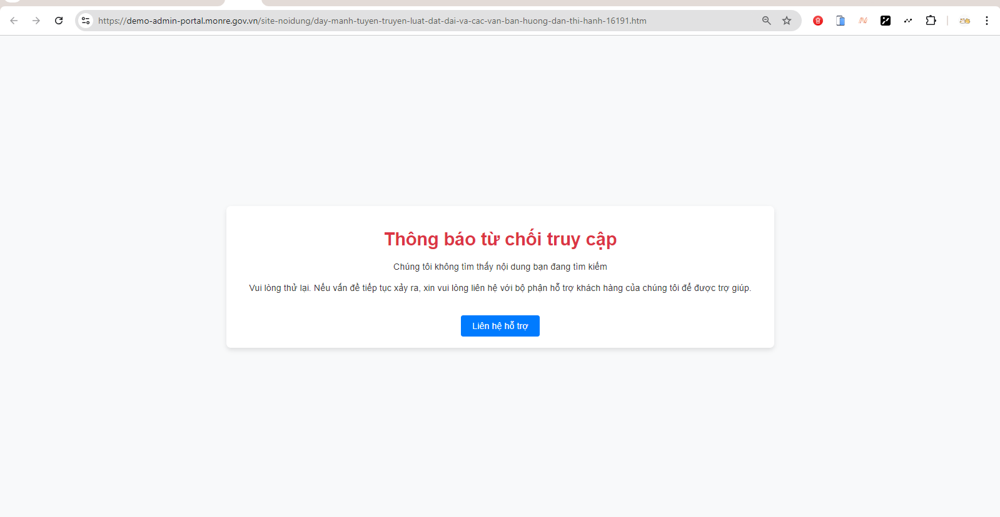 https://demo-admin-portal.monre.gov.vn/site-noidung/day-manh-tuyen-truyen-luat-dat-dai-va-cac-van-ban-huong-dan-thi-hanh-16191.htm
Thông báo từ chối truy cập
Chúng tôi không tìm thấy nội dung bạn đang tìm kiếm
Vui lòng thử lại. Nếu vấn đề tiếp tục xảy ra, xin vui lòng liên hệ với bộ phận hỗ trợ khách hàng của chúng tôi để được trợ giúp.
Liên hệ hỗ trợ